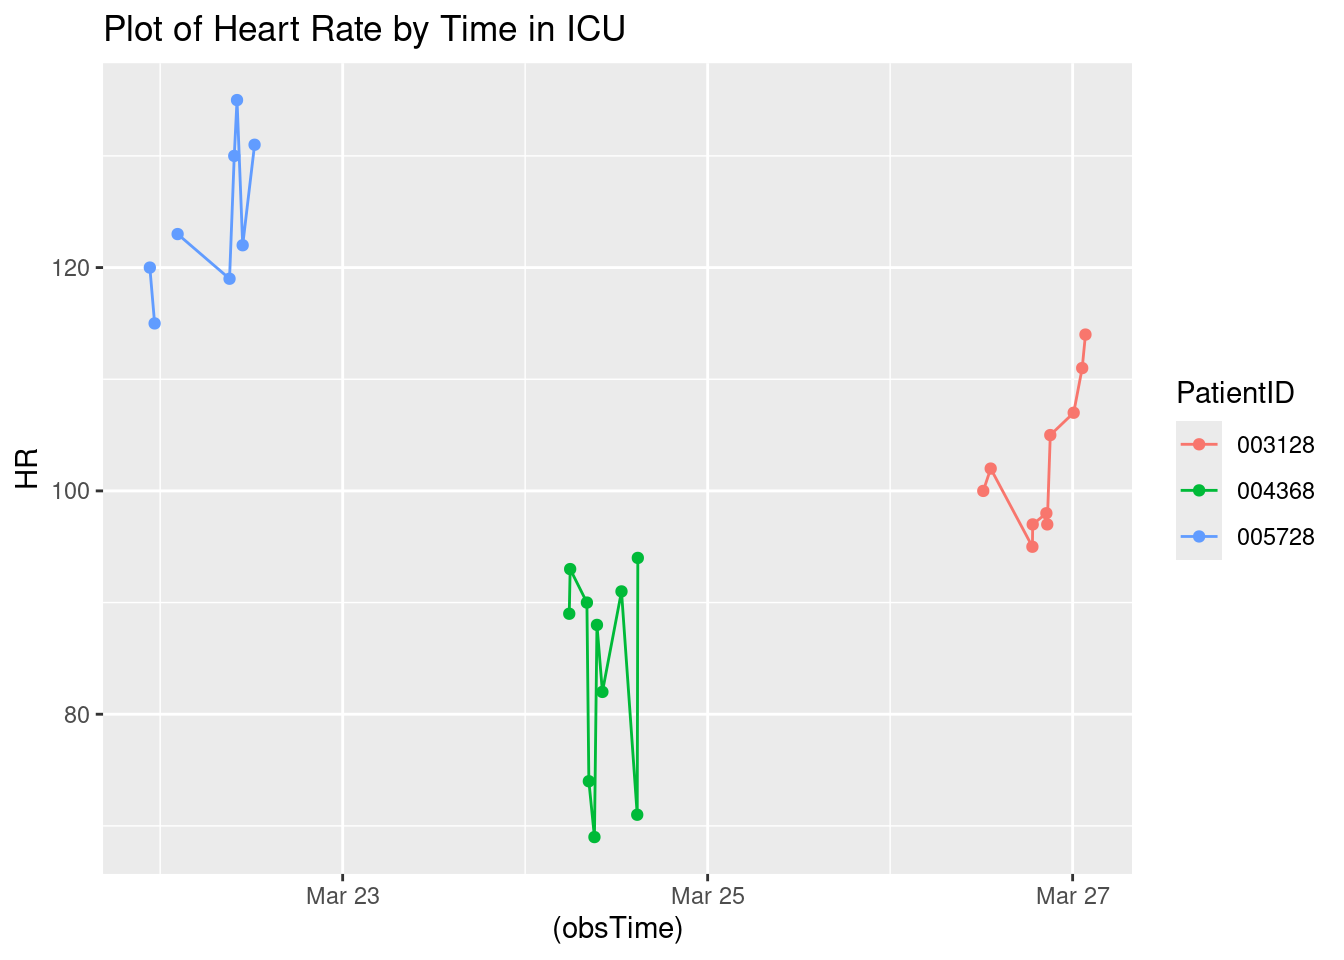 Plot of Heart Rate by Time in ICU
HR
120
100
80
Mar 23
Mar 25
Mar 27
(obsTime)
PatientID
003128
004368
005728